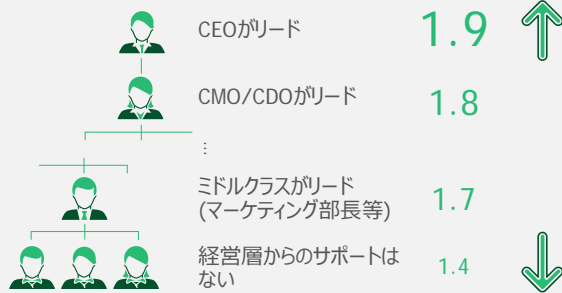 CEOがリード
1.9
CMO/CDOがリード
1.8
⋮
ミドルクラスがリード
(マーケティング部長等)
1.7
経営層からのサポートは
ない
1.4